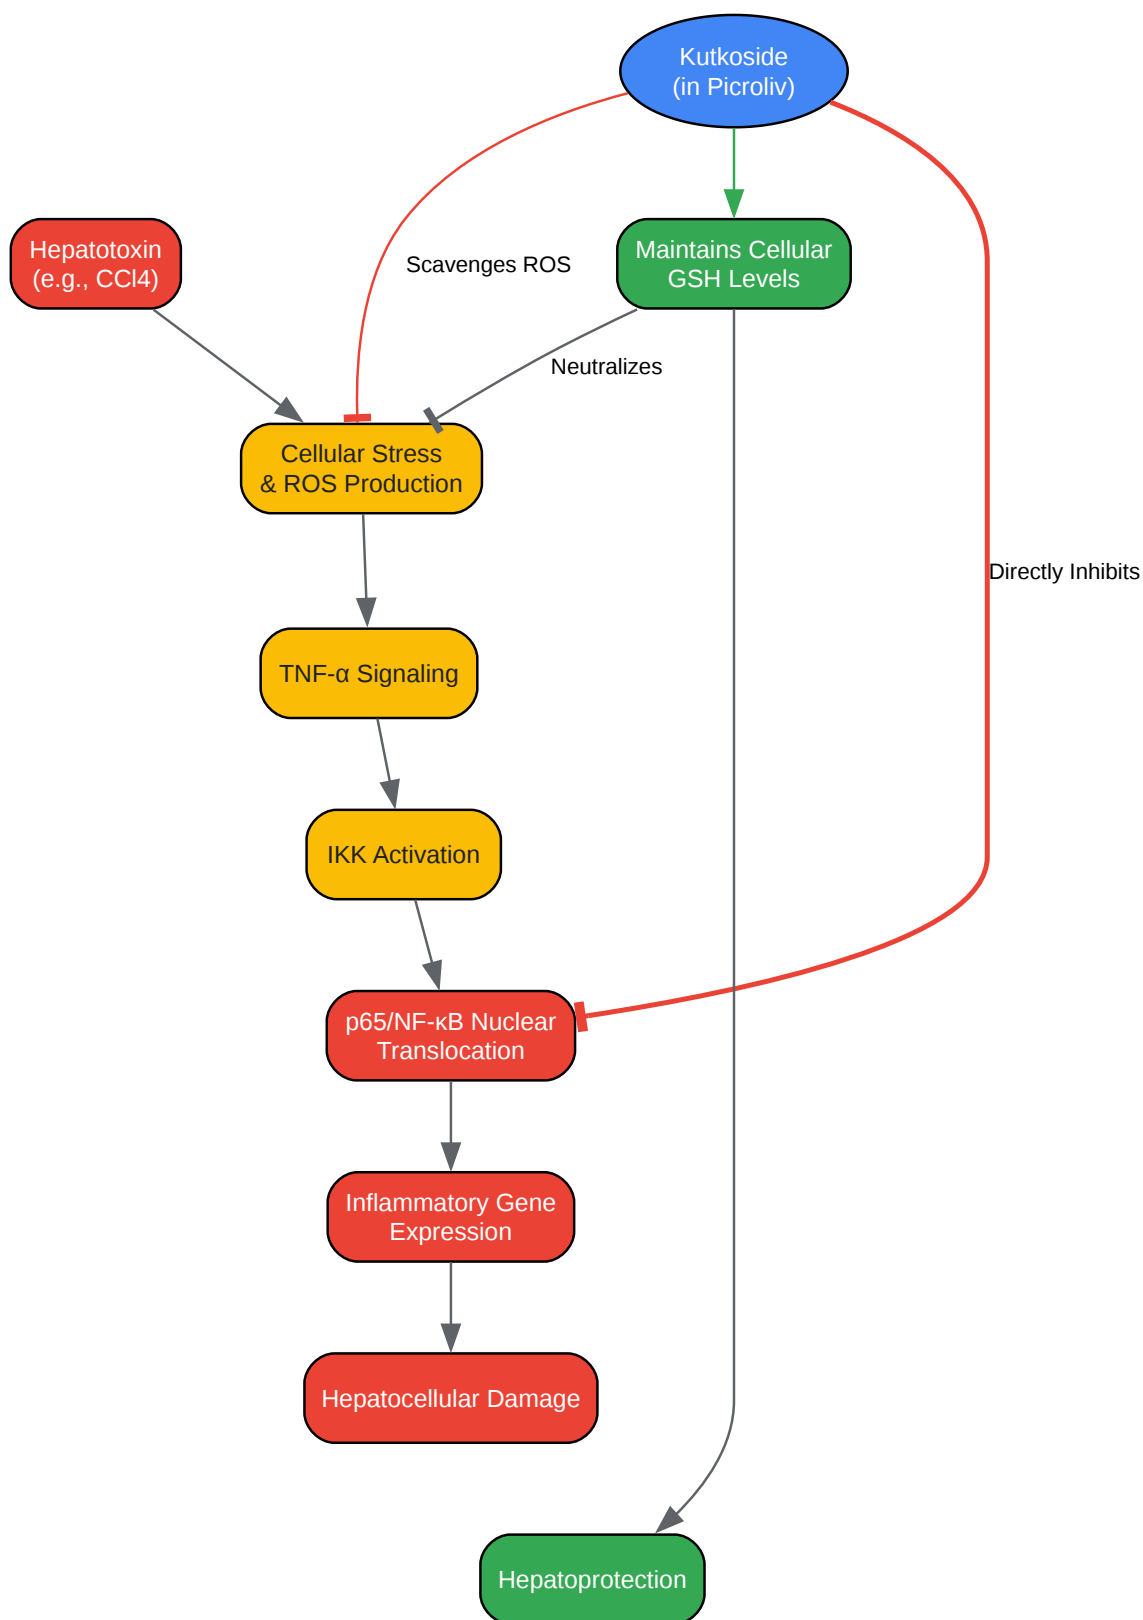 Kutkoside
(in Picroliv)
Hepatotoxin
(e.g., CCl4)
Scavenges ROS
Maintains Cellular
GSH Levels
Neutralizes
Cellular Stress
& ROS Production
Directly Inhibits
TNF-α Signaling
IKK Activation
p65/NF-κB Nuclear
Translocation
Inflammatory Gene
Expression
Hepatocellular Damage
Hepatoprotection